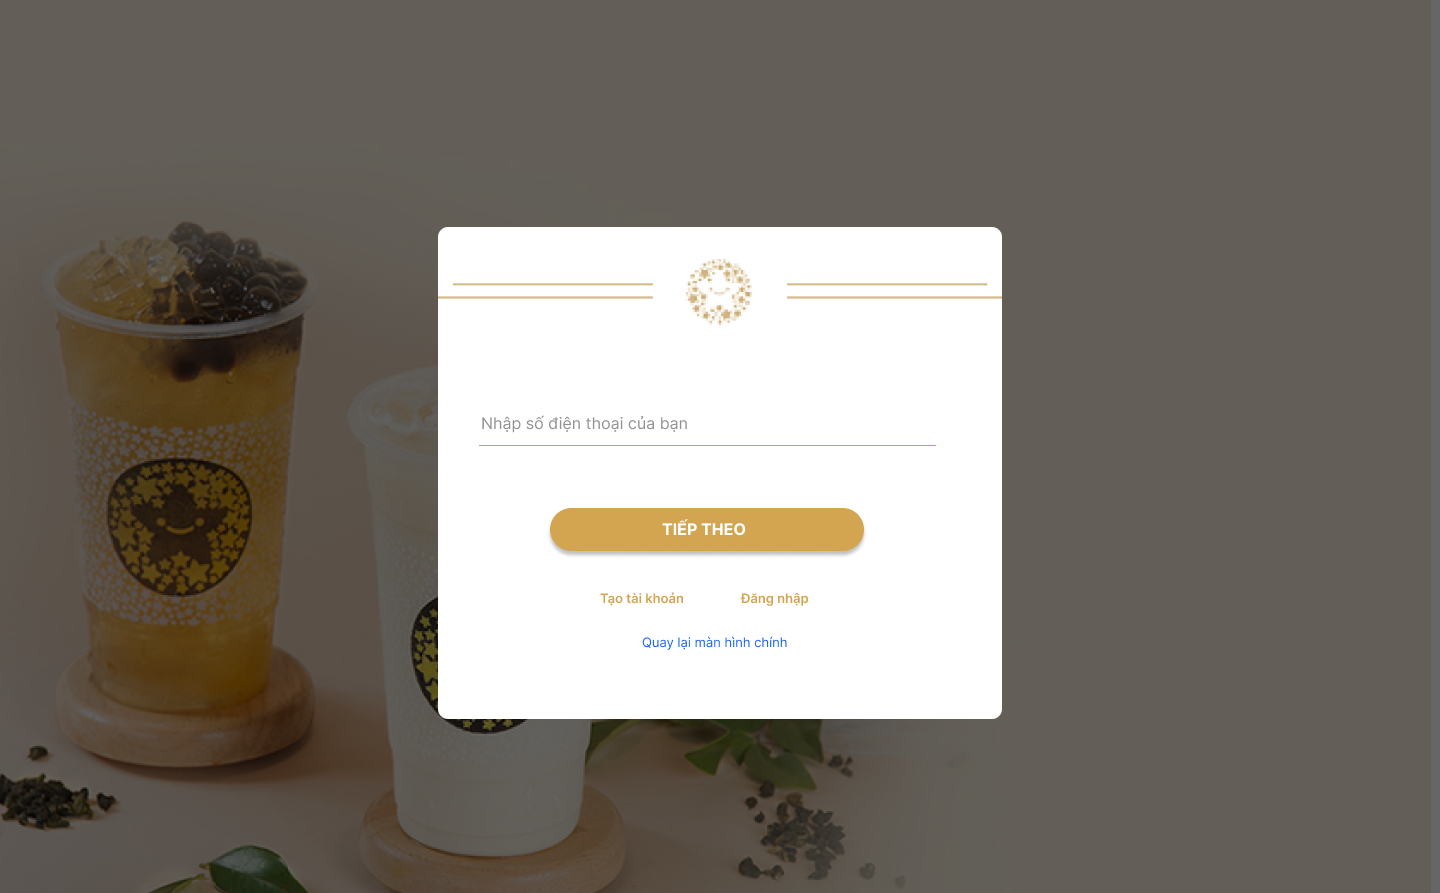 Nhập số điện thoại của bạn
TIẾP THEO
Tạo tài khoản
Đăng nhập
Quay lại màn hình chính